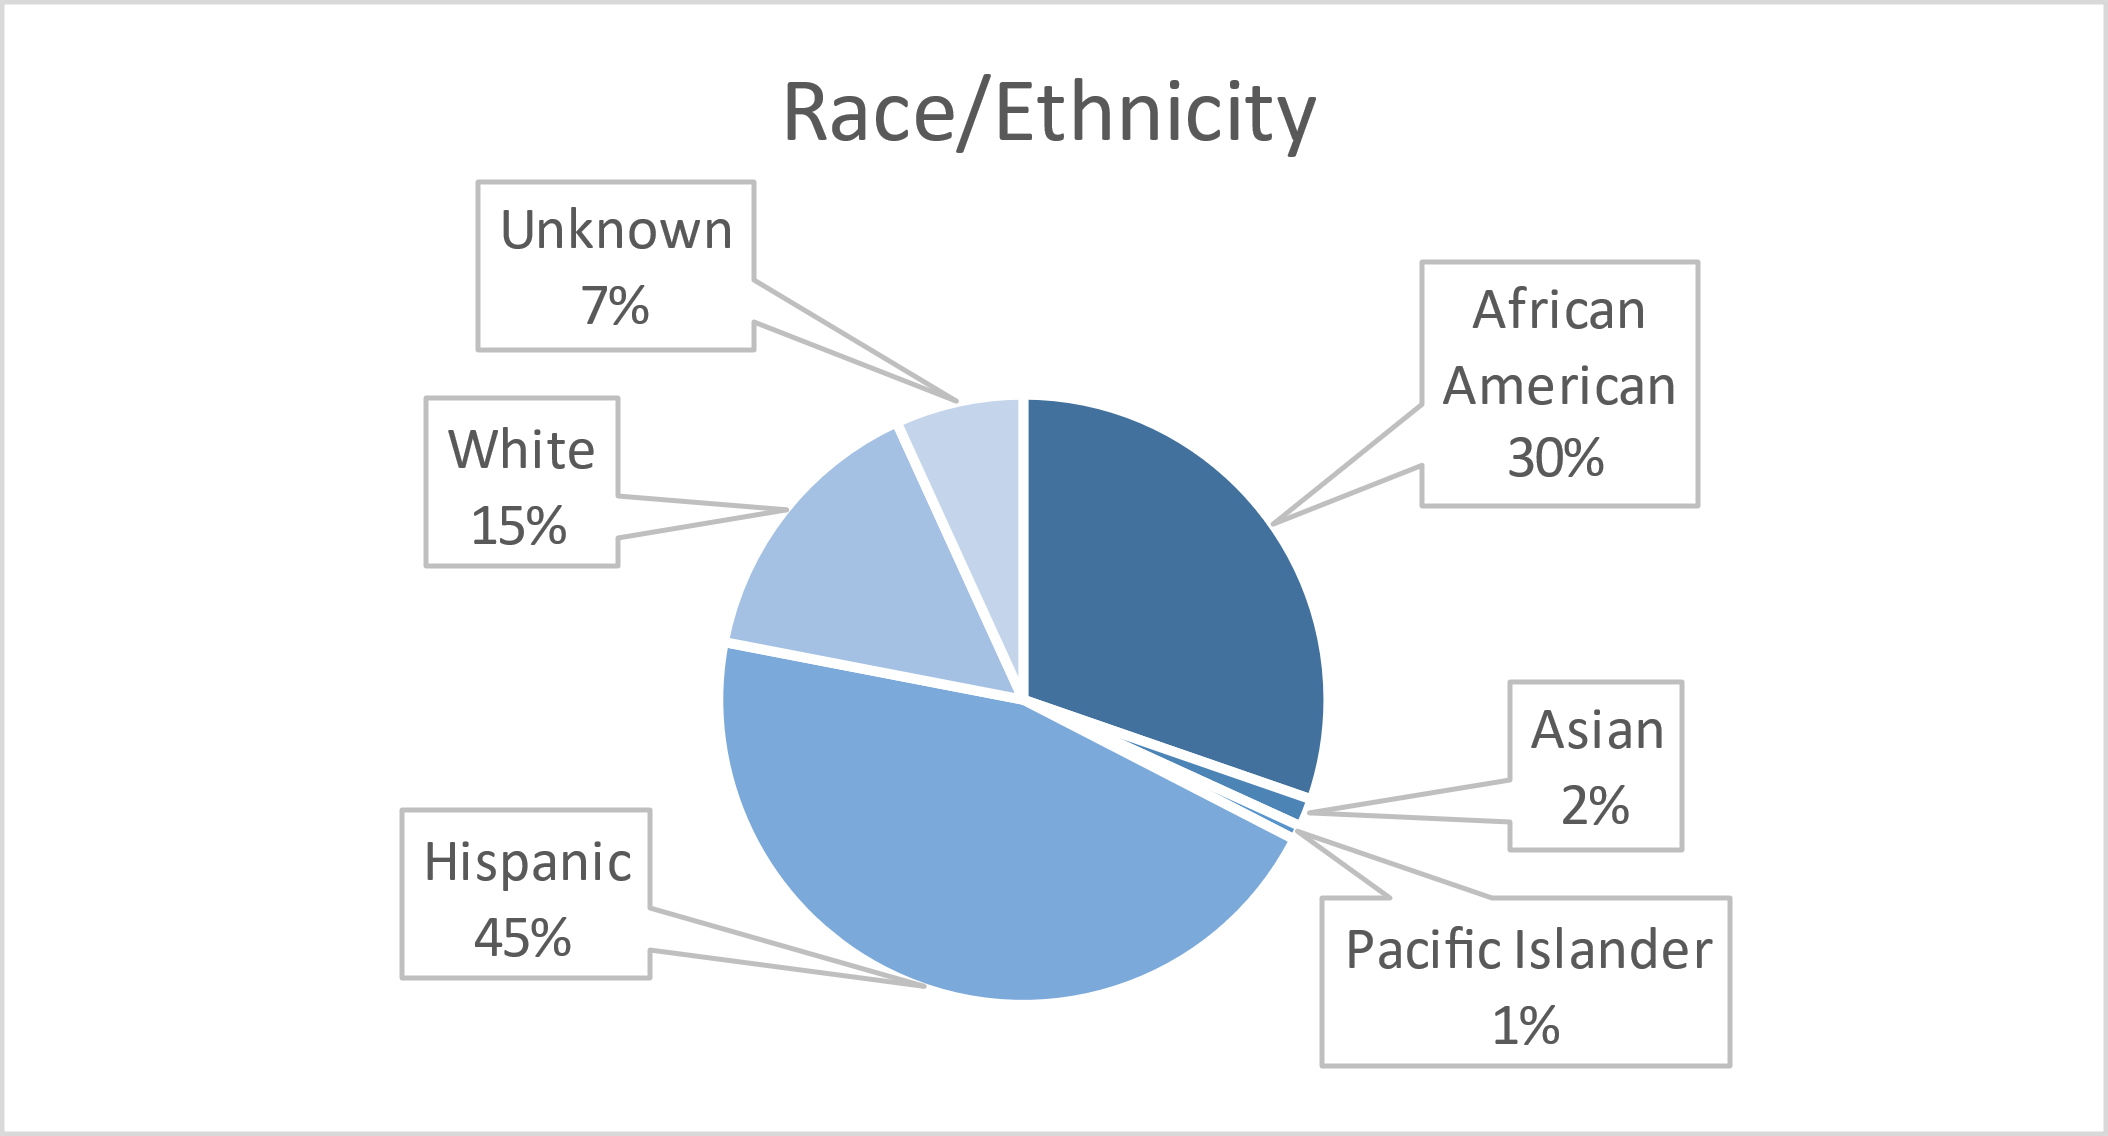 Race/Ethnicity
Unknown
7%
African
American
30%
White
15%
Asian
2%
Hispanic
45%
Pacific Islander
1%